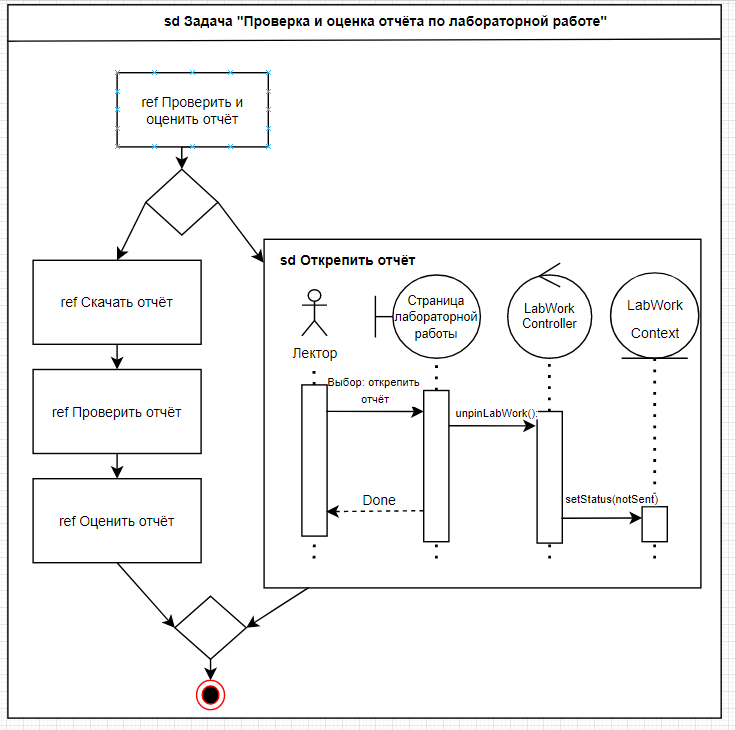 sd Задача "Проверка и оценка отчёта по лабораторной работе"
ref Проверить и
оценить отчёт
ref Скачать отчёт
ref Проверить отчёт
ref Оценить отчёт
sd Открепить отчёт
Лектор
Страница
лабораторной
работы
LabWork
Controller
LabWork
Context
Выбор: открепить
отчёт
unpinLabWork():
setStatus(notSent)
Done